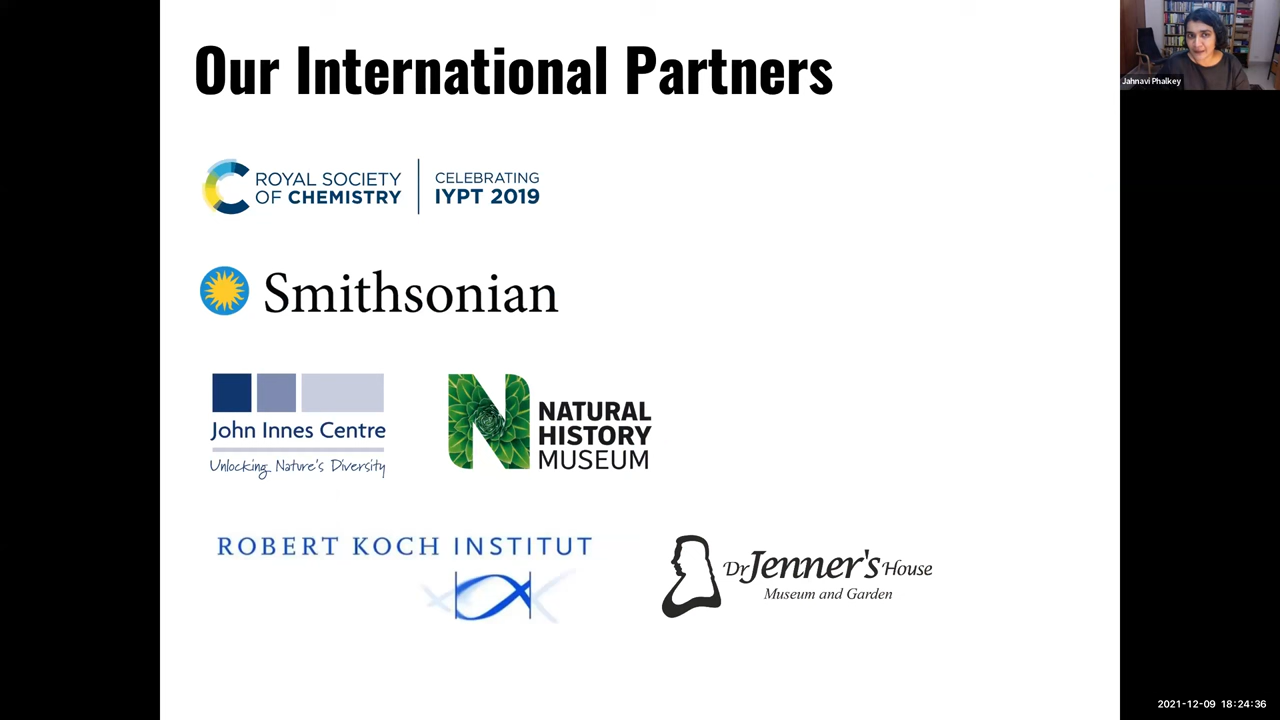 Our International Partners
Jahnavi Phalkey
ROYAL SOCIETY
OF CHEMISTRY
CELEBRATING
IYPT 2019
Smithsonian
John Innes Centre
Unlocking Nature's Diversity
NATURAL
HISTORY
MUSEUM
ROBERT KOCH INSTITUT
Dr Jenner's House
Museum and Garden
2021-12-09 18:24:36